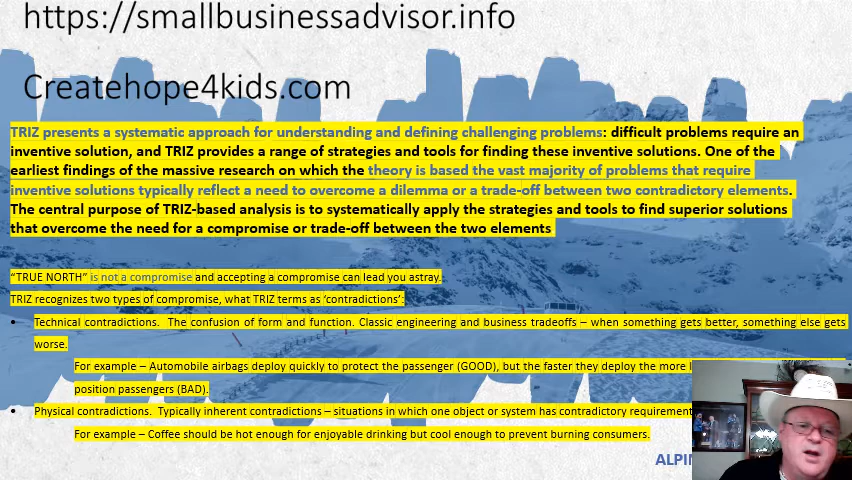 https://smallbusinessadvisor.info
Createhope4kids.com
TRIZ presents a systematic approach for understanding and defining challenging problems: difficult problems require an
inventive solution, and TRIZ provides a range of strategies and tools for finding these inventive solutions. One of the
earliest findings of the massive research on which the theory is based the vast majority of problems that require
inventive solutions typically reflect a need to overcome a dilemma or a trade-off between two contradictory elements.
The central purpose of TRIZ-based analysis is to systematically apply the strategies and tools to find superior solutions
that overcome the need for a compromise or trade-off between the two elements
“TRUE NORTH” is not a compromise and accepting a compromise can lead you astray.
TRIZ recognizes two types of compromise, what TRIZ terms as ‘contradictions’:
• Technical contradictions. The confusion of form and function. Classic engineering and business tradeoffs – when something gets better, something else gets
worse.
For example – Automobile airbags deploy quickly to protect the passenger (GOOD), but the faster they deploy the more
position passengers (BAD).
• Physical contradictions. Typically inherent contradictions – situations in which one object or system has contradictory
For example – Coffee should be hot enough for enjoyable drinking but cool enough to prevent burning consumers.